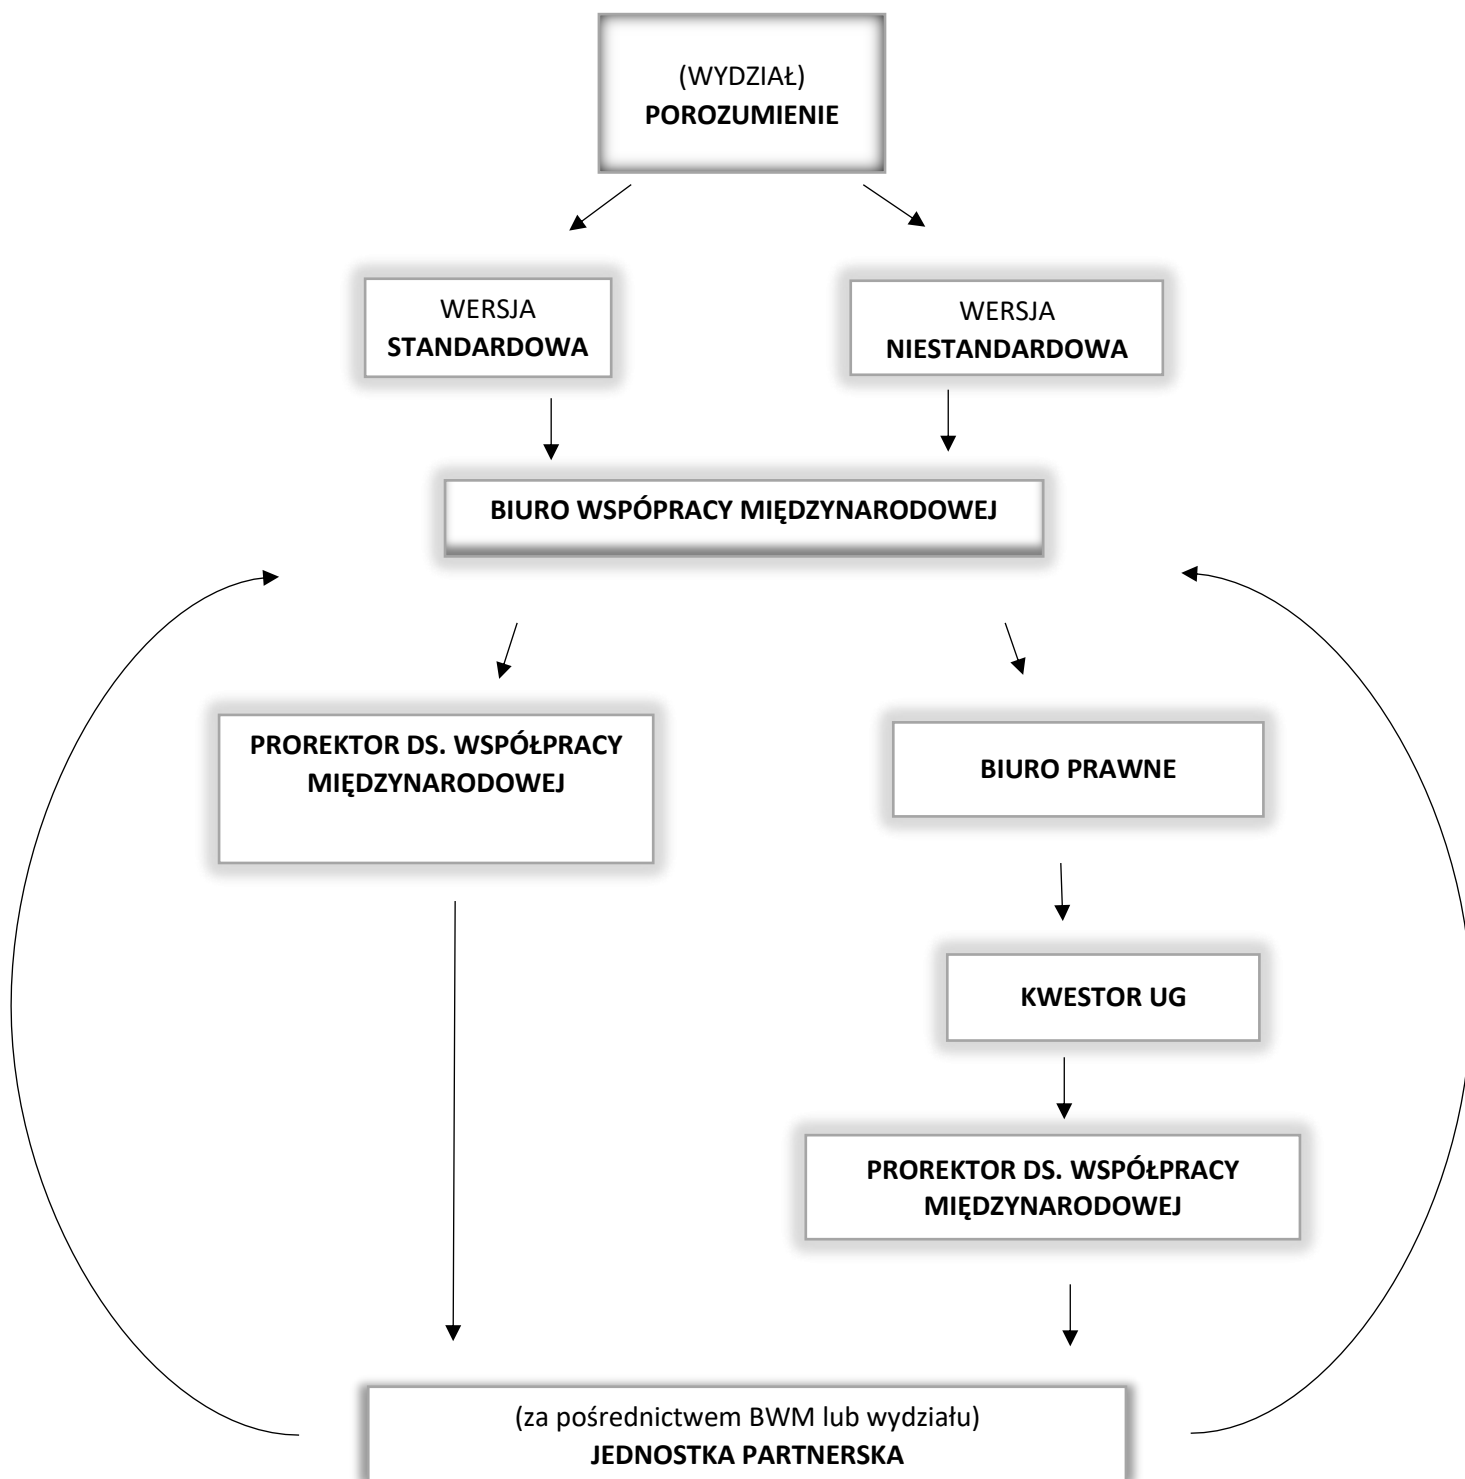 (WYDZIAŁ)
POROZUMIENIE
WERSJA
STANDARDOWA
WERSJA
NIESTANDARDOWA
BIURO WSPÓPRACY MIĘDZYNARODOWEJ
PROREKTOR DS. WSPÓŁPRACY
MIĘDZYNARODOWEJ
BIURO PRAWNE
KWESTOR UG
PROREKTOR DS. WSPÓŁPRACY
MIĘDZYNARODOWEJ
(za pośrednictwem BWM lub wydziału)
JEDNOSTKA PARTNERSKA